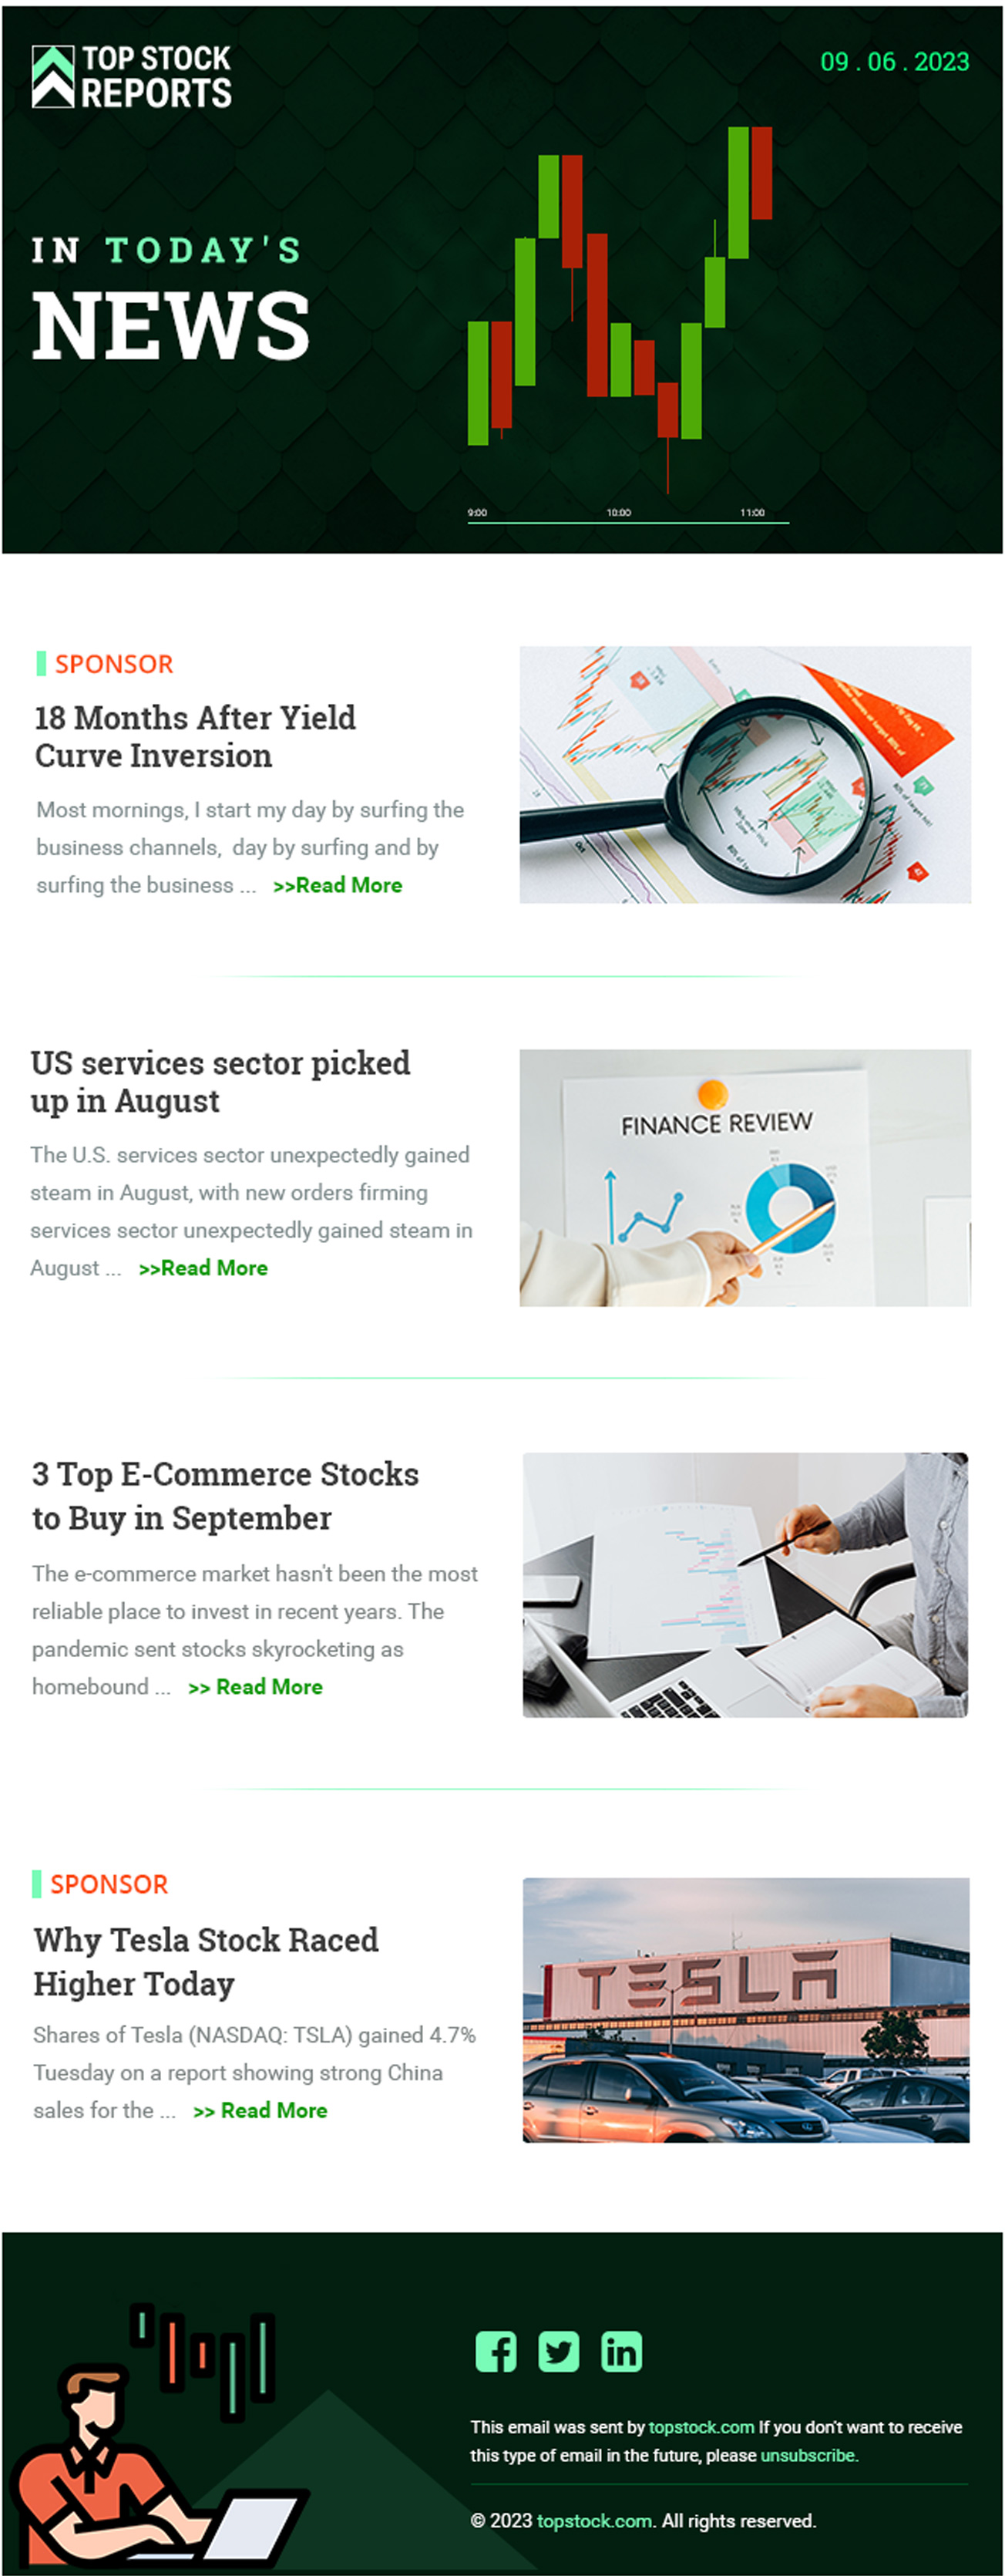 TOP STOCK
REPORTS
09 . 06 . 2023
IN TODAY'S
NEWS
9:00 10:00 11:00
SPONSOR
18 Months After Yield
Curve Inversion
Most mornings, I start my day by surfing the
business channels, day by surfing and by
surfing the business ... >>Read More
US services sector picked
up in August
The U.S. services sector unexpectedly gained
steam in August, with new orders firming
services sector unexpectedly gained steam in
August ... >>Read More
FINANCE REVIEW
3 Top E-Commerce Stocks
to Buy in September
The e-commerce market hasn't been the most
reliable place to invest in recent years. The
pandemic sent stocks skyrocketing as
homebound ... >> Read More
SPONSOR
Why Tesla Stock Raced
Higher Today
Shares of Tesla (NASDAQ: TSLA) gained 4.7%
Tuesday on a report showing strong China
sales for the ... >> Read More
TESLA
This email was sent by topstock.com If you don't want to receive
this type of email in the future, please unsubscribe.
© 2023 topstock.com. All rights reserved.